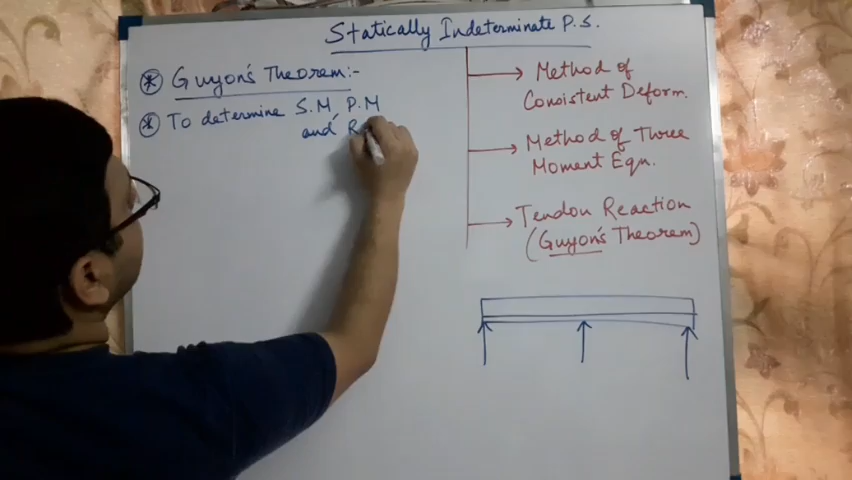 Statically Indeterminate P.S.
Guyon's Theorem:-
To determine S.M, P.M
and R
Method of
Consistent Deform.
Method of Three
Moment Eqn.
Tendon Reaction
(Guyon's Theorem)